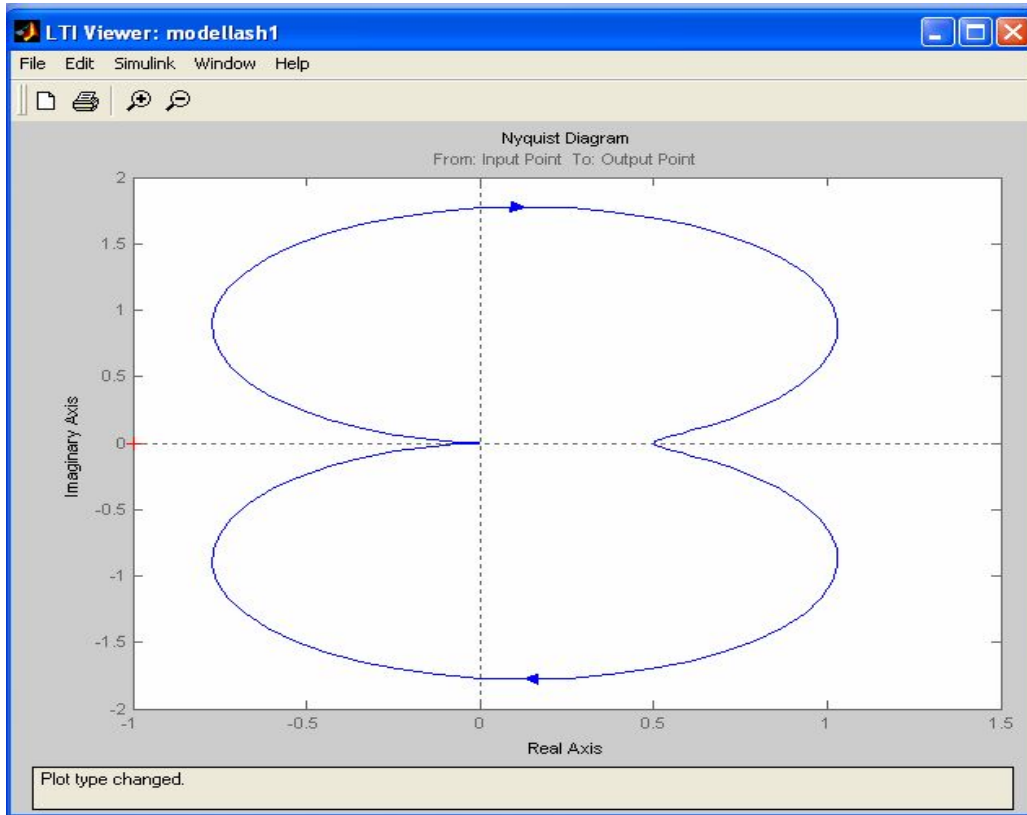 LTI Viewer: modellash1
File Edit Simulink Window Help
Nyquist Diagram
From: Input Point To: Output Point
2
1.5
1
0.5
0
-0.5
-1
-1.5
-2
Imaginary Axis
-1 -0.5 0 0.5 1 1.5
Real Axis
Plot type changed.